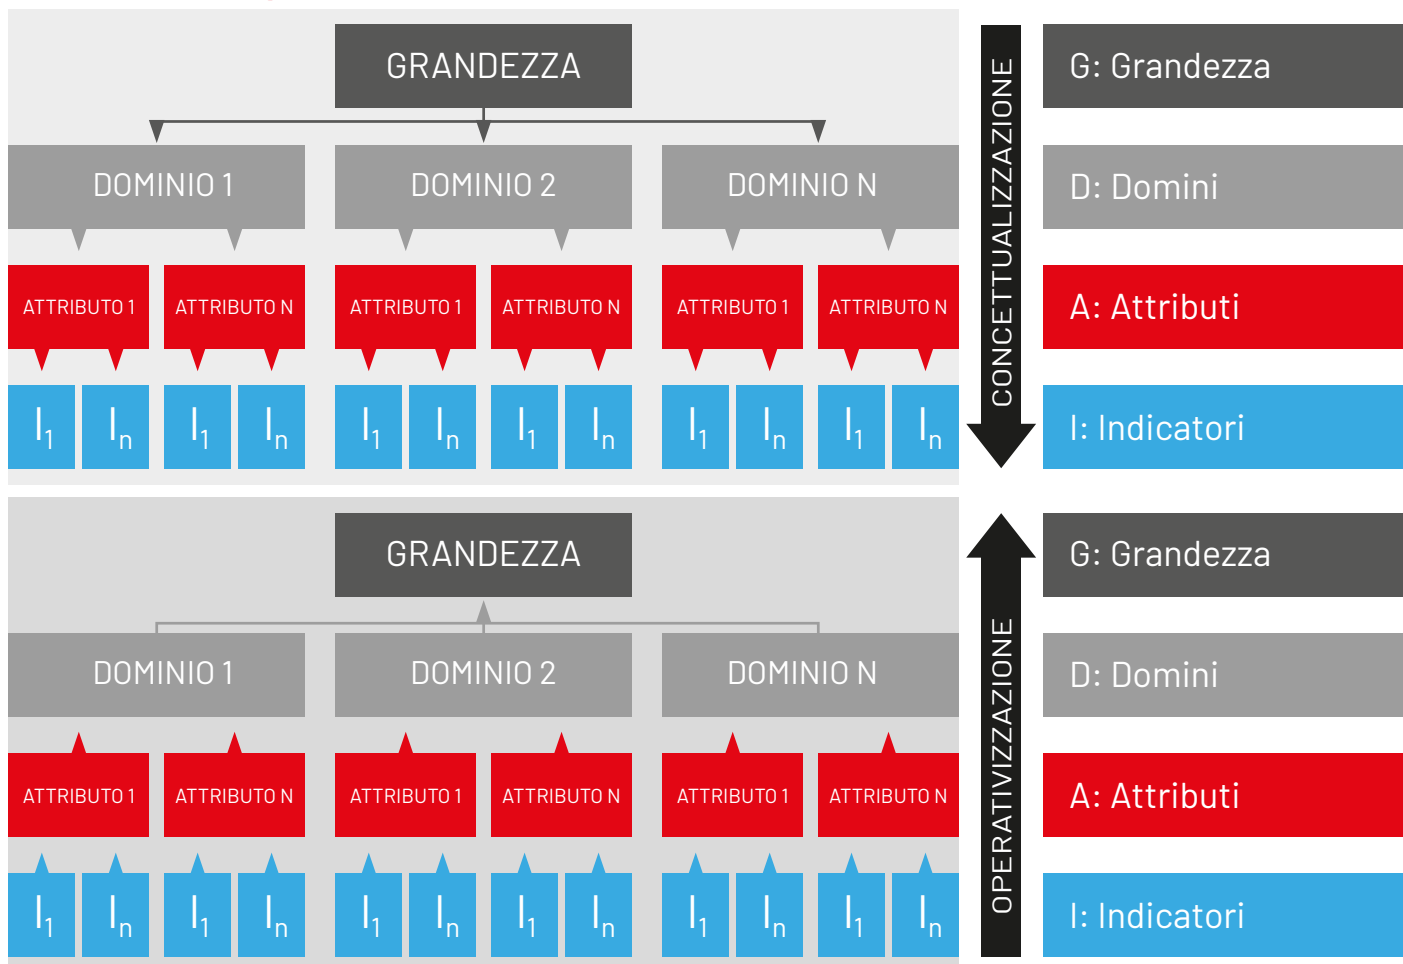 GRANDEZZA
DOMINIO 1 DOMINIO 2 DOMINIO N
ATTRIBUTO 1 ATTRIBUTO N ATTRIBUTO 1 ATTRIBUTO N ATTRIBUTO 1 ATTRIBUTO N
I1 In I1 In I1 In I1 In I1 In I1 In
CONCETTUALIZZAZIONE
G: Grandezza
D: Domini
A: Attributi
I: Indicatori
GRANDEZZA
DOMINIO 1 DOMINIO 2 DOMINIO N
ATTRIBUTO 1 ATTRIBUTO N ATTRIBUTO 1 ATTRIBUTO N ATTRIBUTO 1 ATTRIBUTO N
I1 In I1 In I1 In I1 In I1 In I1 In
OPERATIVIZZAZIONE
G: Grandezza
D: Domini
A: Attributi
I: Indicatori